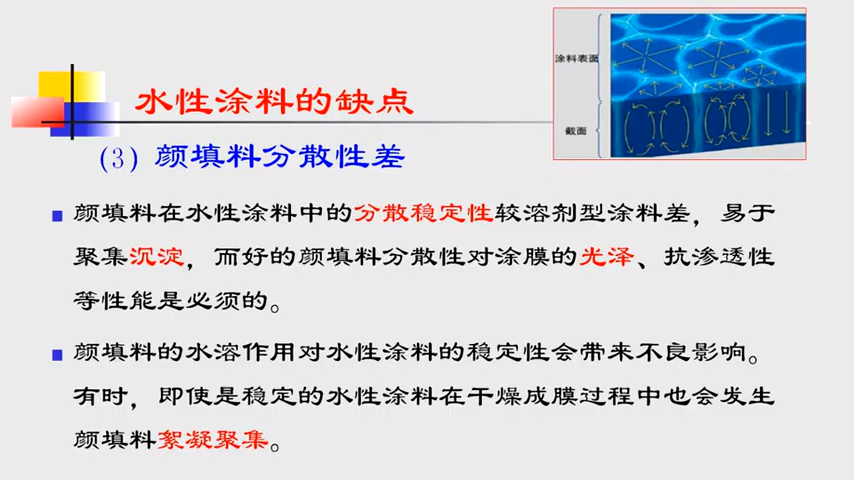 涂料表面
截面
水性涂料的缺点
(3) 颜填料分散性差
颜填料在水性涂料中的分散稳定性较溶剂型涂料差，易于
聚集沉淀，而好的颜填料分散性对涂膜的光泽、抗渗透性
等性能是必须的。
颜填料的水溶作用对水性涂料的稳定性会带来不良影响。
有时，即使是稳定的水性涂料在干燥成膜过程中也会发生
颜填料絮凝聚集。